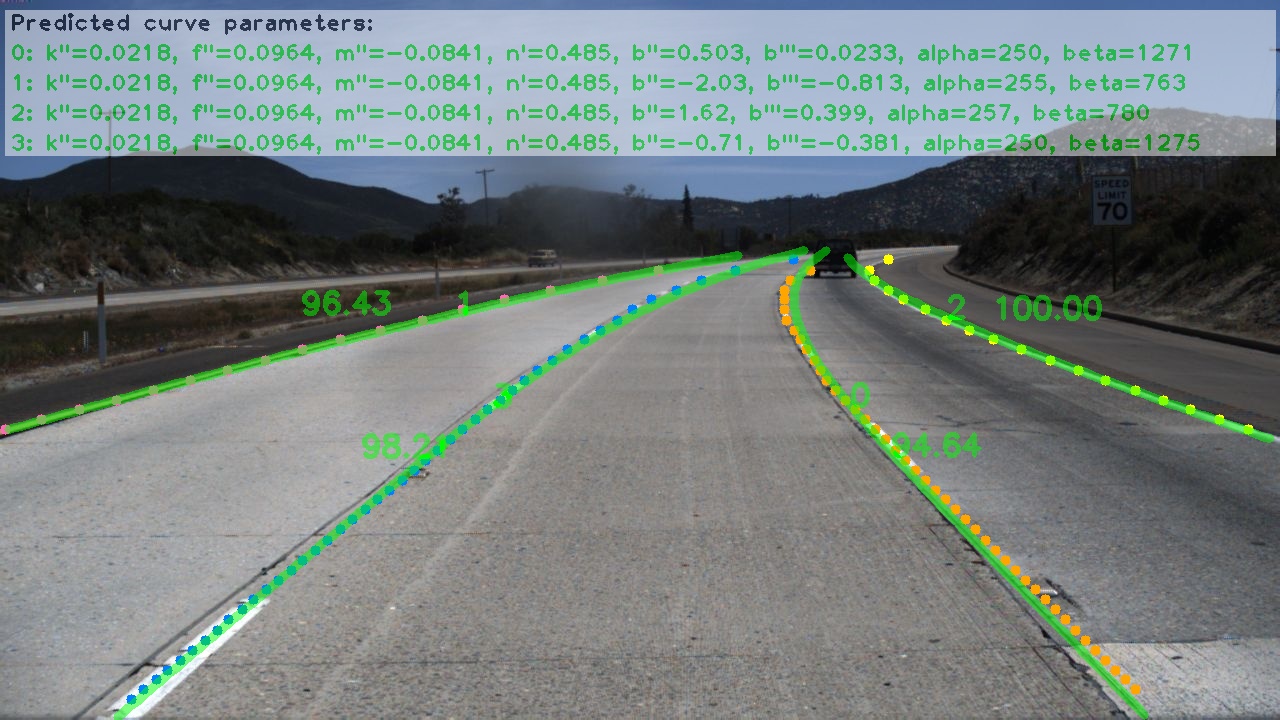 Predicted curve parameters:
0: k''=0.0218, f''=0.0964, m''=−0.0841, n'=0.485, b''=0.503, b'''=0.0233, alpha=250, beta=1271
1: k''=0.0218, f''=0.0964, m''=−0.0841, n'=0.485, b''=−2.03, b'''=−0.813, alpha=255, beta=763
2: k''=0.0218, f''=0.0964, m''=−0.0841, n'=0.485, b''=1.62, b'''=0.399, alpha=257, beta=780
3: k''=0.0218, f''=0.0964, m''=−0.0841, n'=0.485, b''=−0.71, b'''=−0.381, alpha=250, beta=1275
SPEED
LIMIT
70
96.43 1 2 100.00
3 0
98.21 94.64